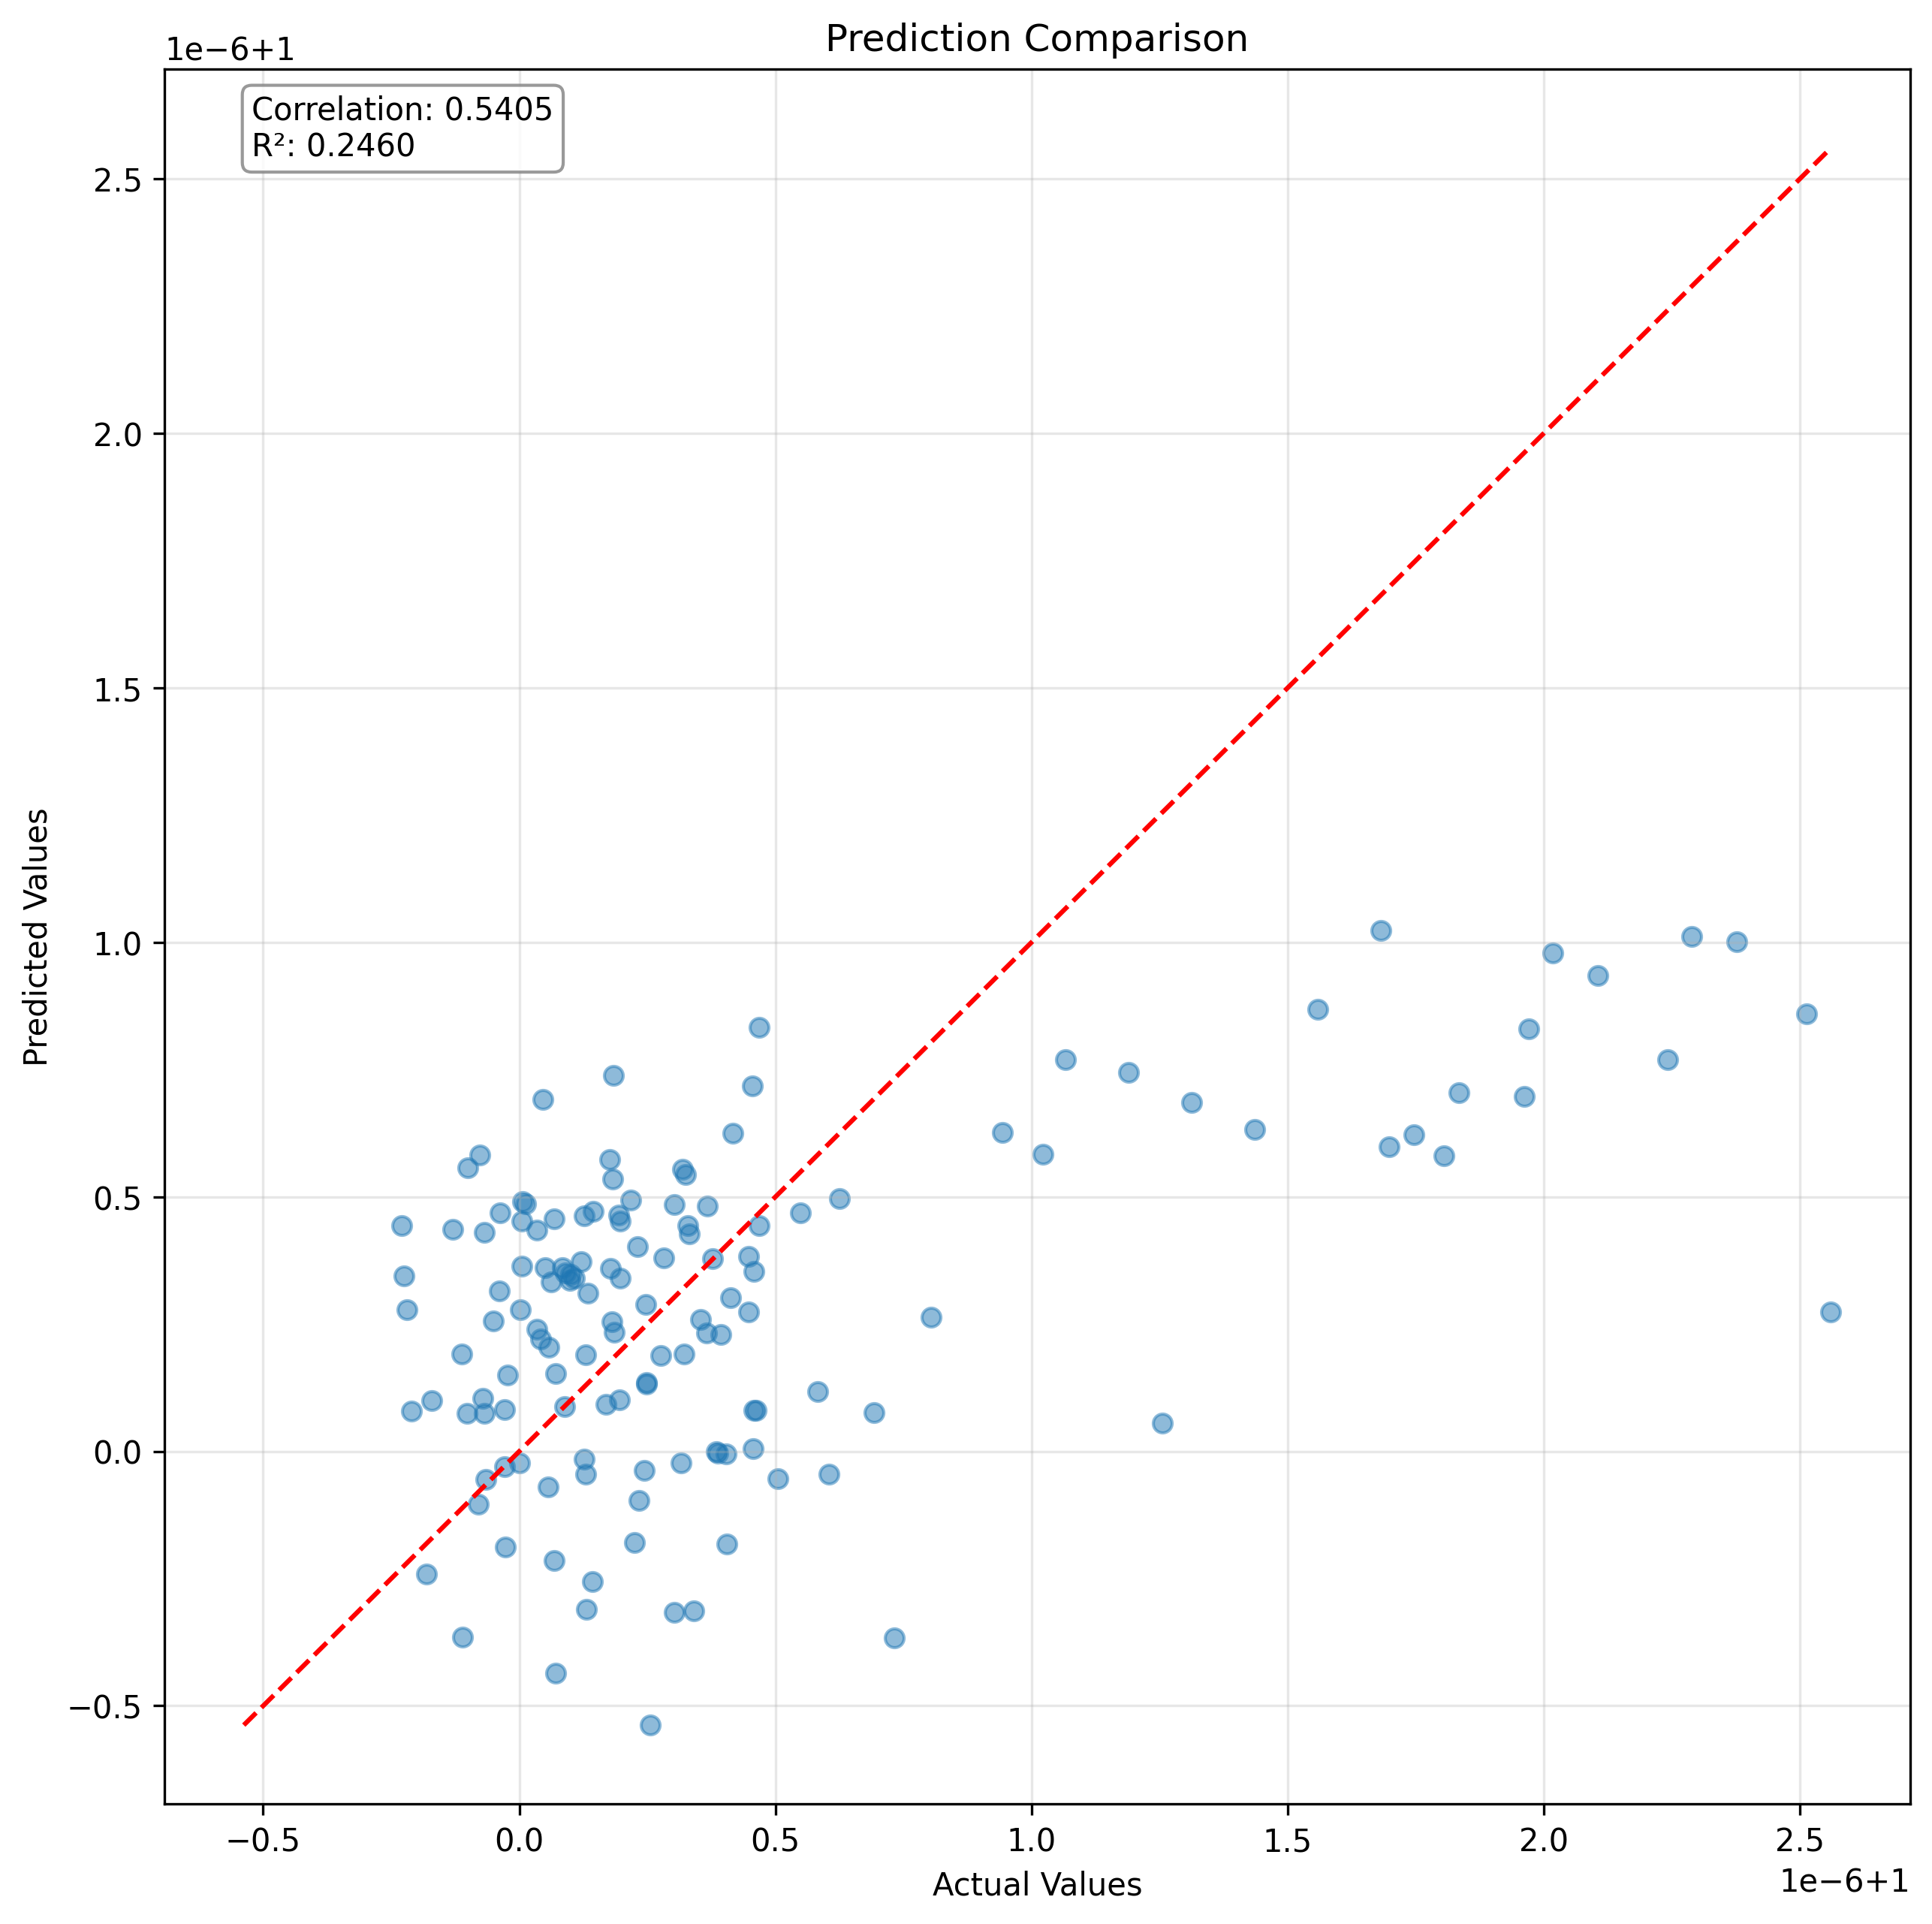 Prediction Comparison
1e−6+1
Correlation: 0.5405
R²: 0.2460
2.5
2.0
1.5
1.0
0.5
0.0
−0.5
Predicted Values
−0.5 0.0 0.5 1.0 1.5 2.0 2.5
1e−6+1
Actual Values